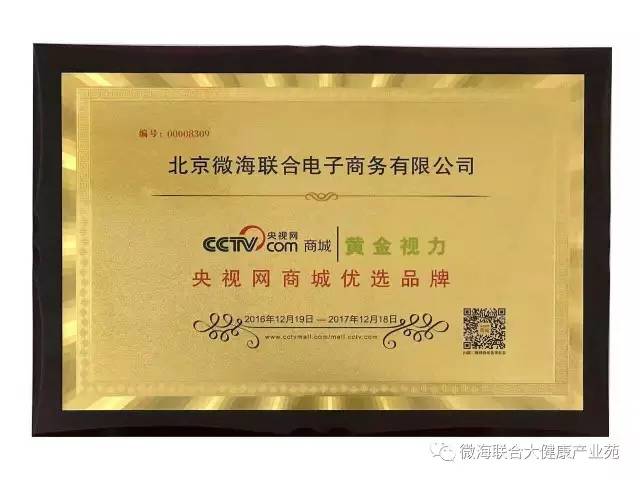 编号：00008309
北京微海联合电子商务有限公司
CCTV.com 央视网 商城 黄金视力
央视网商城优选品牌
2016年12月19日 — 2017年12月18日
www.cctvmall.com/mall.cctv.com
微海联合大健康产业苑